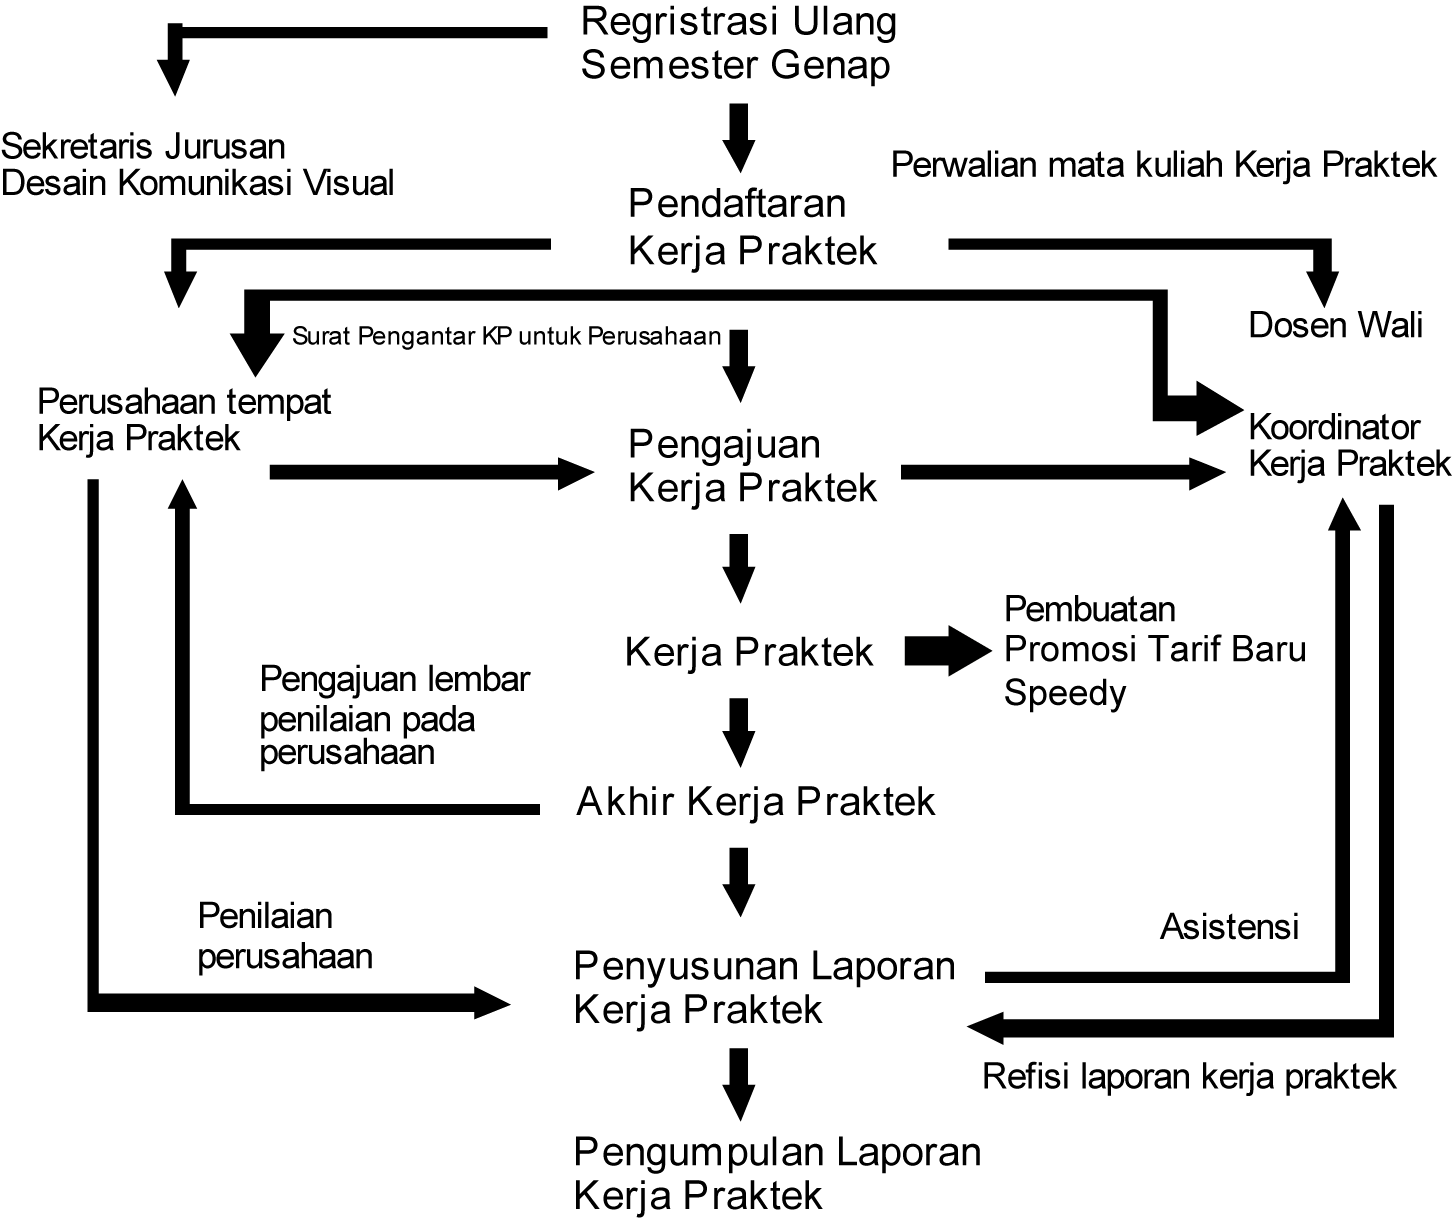 Regristrasi Ulang
Semester Genap
Sekretaris Jurusan
Desain Komunikasi Visual
Perwalian mata kuliah Kerja Praktek
Pendaftaran
Kerja Praktek
Dosen Wali
Surat Pengantar KP untuk Perusahaan
Perusahaan tempat
Kerja Praktek
Pengajuan
Kerja Praktek
Koordinator
Kerja Praktek
Kerja Praktek
Pembuatan
Promosi Tarif Baru
Speedy
Pengajuan lembar
penilaian pada
perusahaan
Akhir Kerja Praktek
Penilaian
perusahaan
Asistensi
Penyusunan Laporan
Kerja Praktek
Refisi laporan kerja praktek
Pengumpulan Laporan
Kerja Praktek